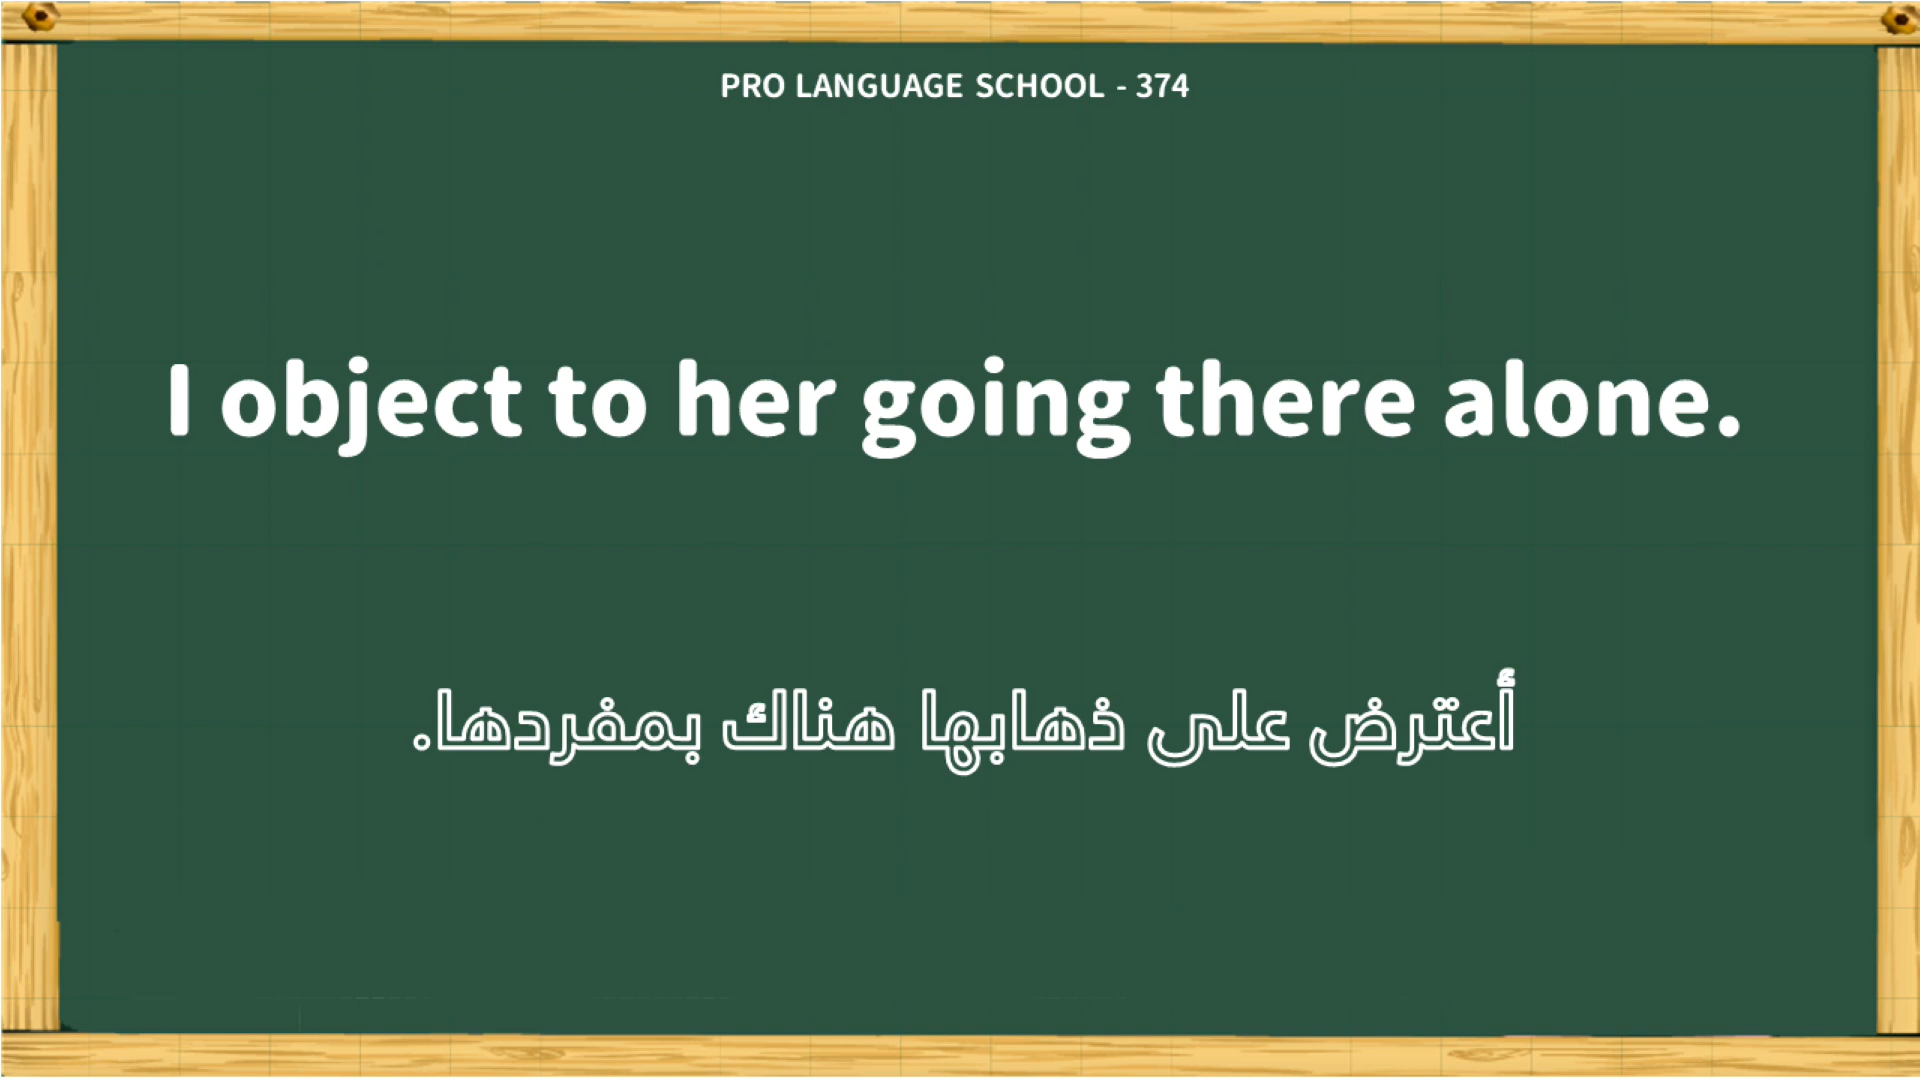 PRO LANGUAGE SCHOOL - 374
I object to her going there alone.
أعترض على ذهابها هناك بمفردها.